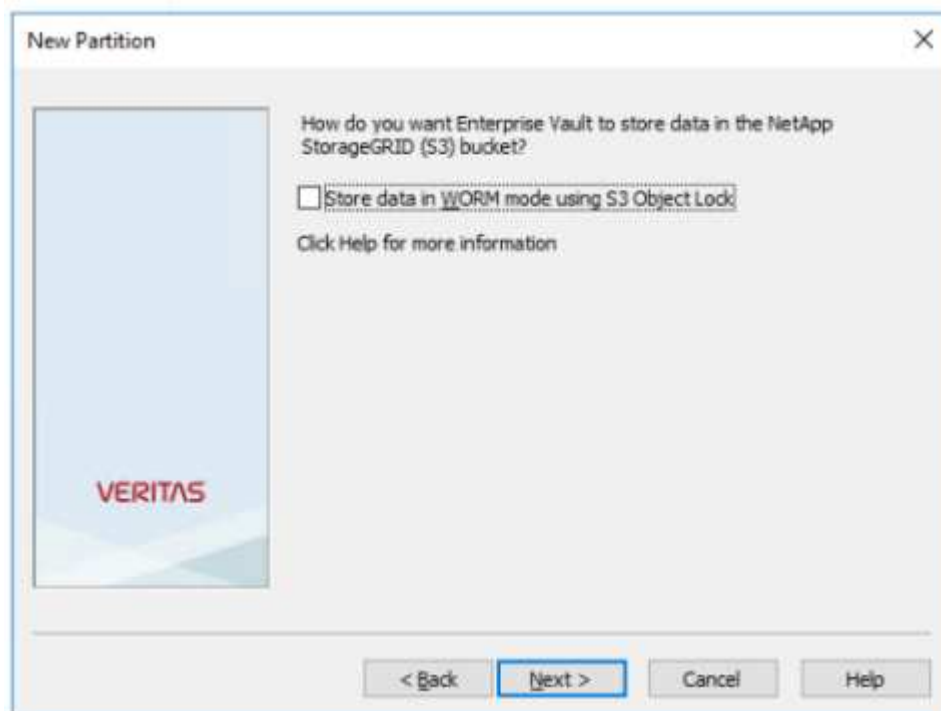 New Partition
How do you want Enterprise Vault to store data in the NetApp
StorageGRID (S3) bucket?
Store data in WORM mode using S3 Object Lock
Click Help for more information
VERITAS
< Back
Next >
Cancel
Help